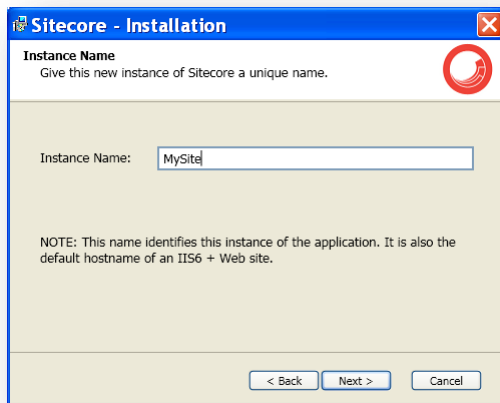 Sitecore - Installation
Instance Name
Give this new instance of Sitecore a unique name.
Instance Name: MySite
NOTE: This name identifies this instance of the application. It is also the
default hostname of an IIS6 + Web site.
< Back Next > Cancel